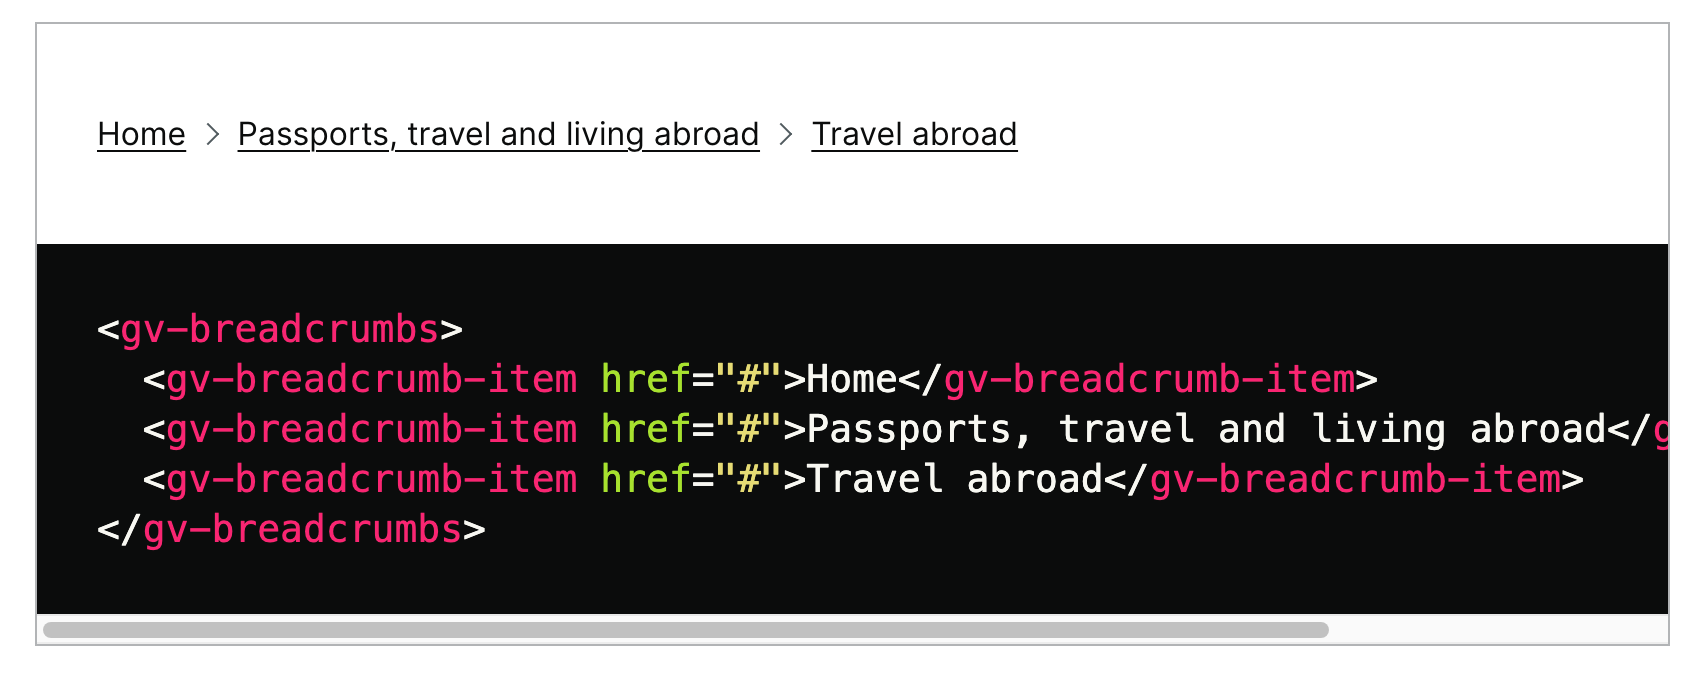 Home > Passports, travel and living abroad > Travel abroad
<gv-breadcrumbs>
  <gv-breadcrumb-item href="#">Home</gv-breadcrumb-item>
  <gv-breadcrumb-item href="#">Passports, travel and living abroad</g
  <gv-breadcrumb-item href="#">Travel abroad</gv-breadcrumb-item>
</gv-breadcrumbs>